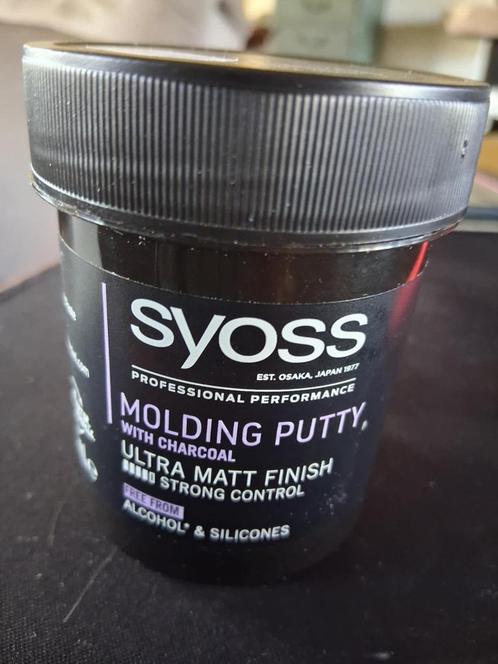 syoss
EST. OSAKA, JAPAN 1977
PROFESSIONAL PERFORMANCE
MOLDING PUTTY
WITH CHARCOAL
ULTRA MATT FINISH
STRONG CONTROL
FREE FROM
ALCOHOL* & SILICONES
.com